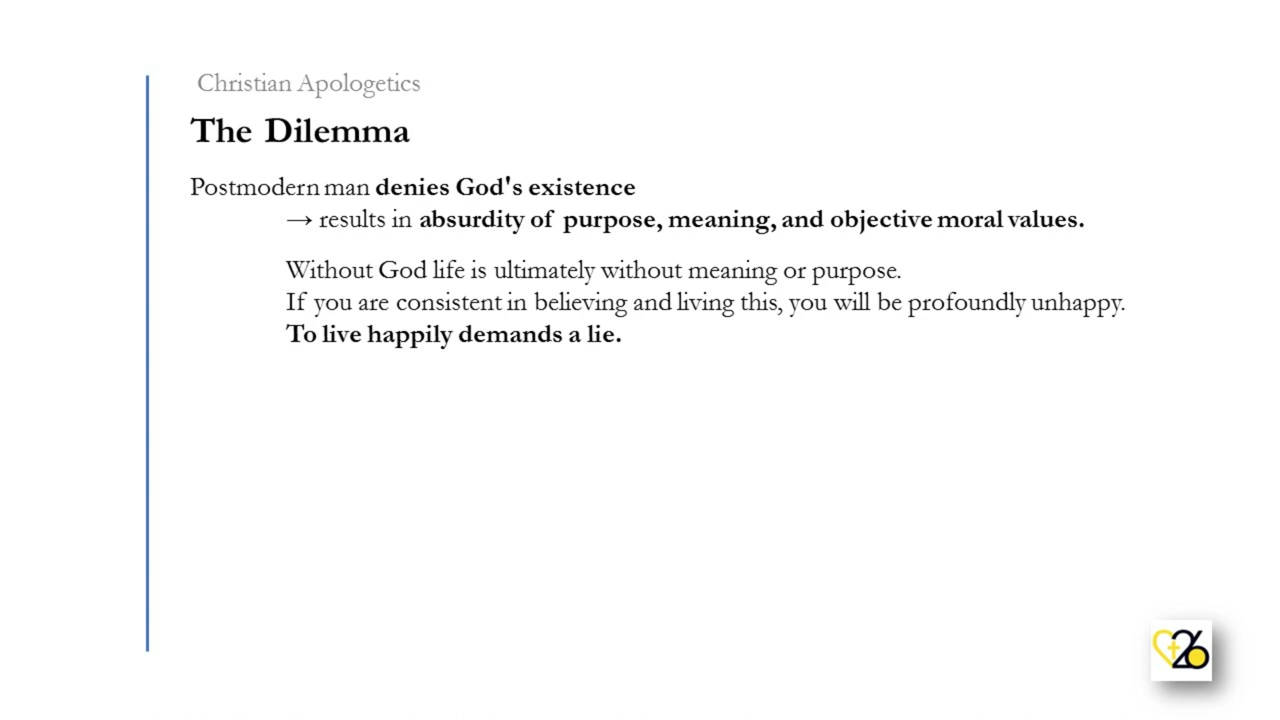 Christian Apologetics
The Dilemma
Postmodern man denies God's existence
→ results in absurdity of purpose, meaning, and objective moral values.
Without God life is ultimately without meaning or purpose.
If you are consistent in believing and living this, you will be profoundly unhappy.
To live happily demands a lie.
26